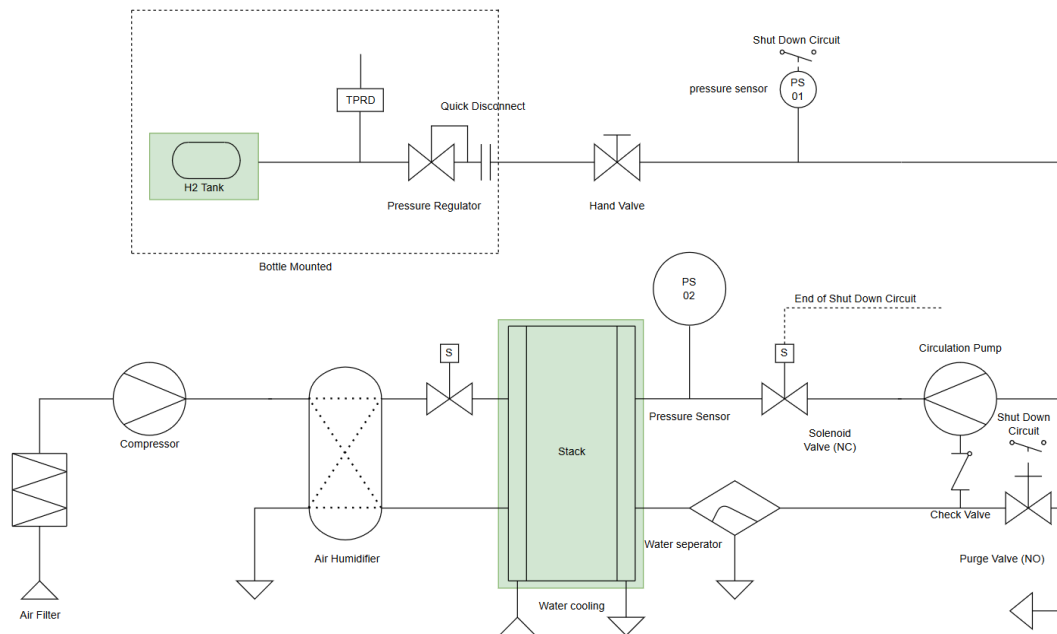 Shut Down Circuit
pressure sensor
PS
01
TPRD
Quick Disconnect
H2 Tank
Pressure Regulator
Hand Valve
Bottle Mounted
PS
02
End of Shut Down Circuit
S
S
Circulation Pump
Compressor
Pressure Sensor
Solenoid
Valve (NC)
Shut Down
Circuit
Stack
Check Valve
Water seperator
Air Humidifier
Purge Valve (NO)
Air Filter
Water cooling